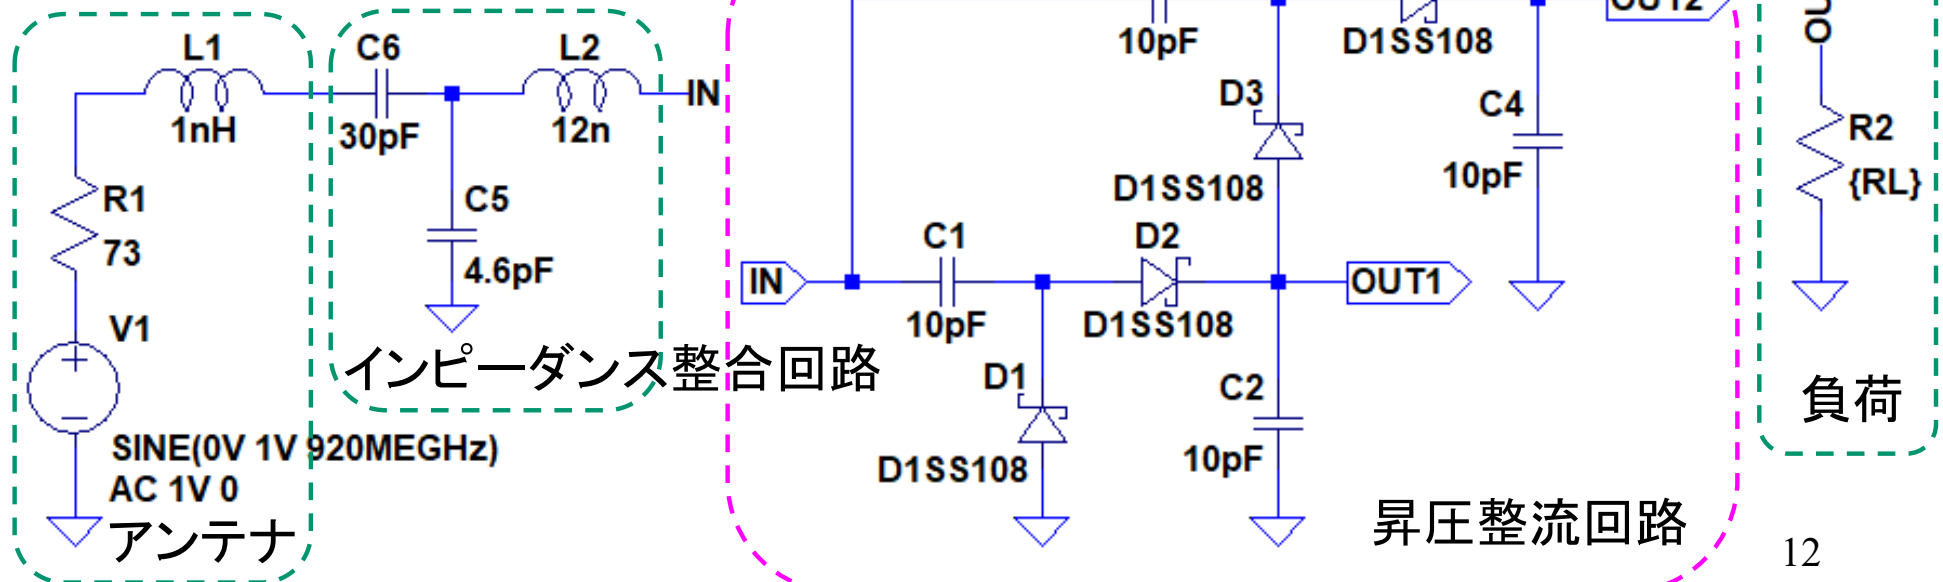 L1
1nH
R1
73
V1
SINE(0V 1V 920MEGHz)
AC 1V 0
アンテナ
C6
30pF
L2
12n
IN
C5
4.6pF
インピーダンス整合回路
10pF
D1SS108
D3
D1SS108
C4
10pF
IN
C1
10pF
D2
D1SS108
OUT1
D1
D1SS108
C2
10pF
昇圧整流回路
OUT2
R2
{RL}
負荷
12